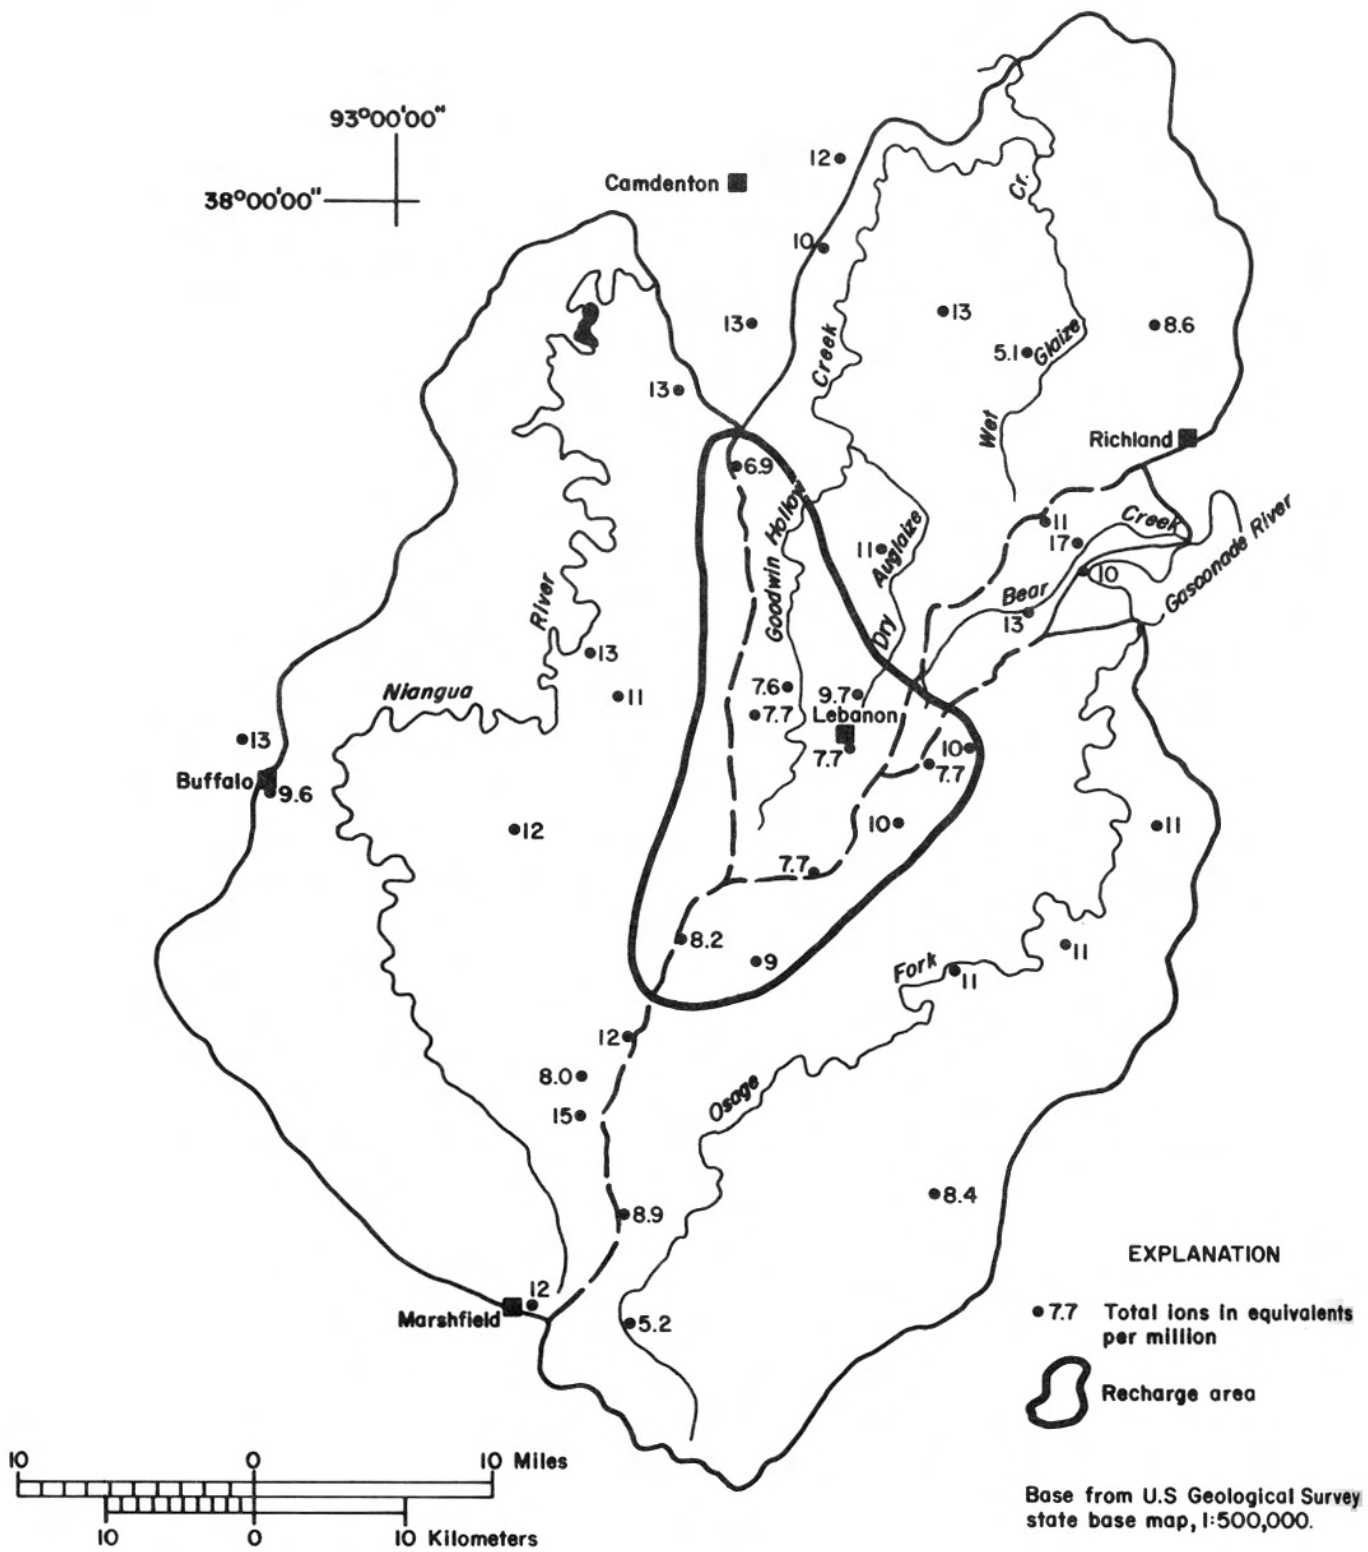 93°00'00"
38°00'00"
Camdenton
12
10
13
13
Creek
Cr.
13
5.1
Glaize
8.6
Wet
Richland
6.9
Goodwin Hollow
11
Auglaize
Dry
11
17
Creek
10
Gasconade River
Bear
13
River
13
11
Niangua
7.6
7.7
9.7
Lebanon
7.7
10
7.7
13
Buffalo
9.6
12
10
11
7.7
8.2
9
Fork
11
11
12
8.0
15
Osage
8.9
8.4
12
Marshfield
5.2
EXPLANATION
7.7 Total ions in equivalents
per million
Recharge area
10 0 10 Miles
10 0 10 Kilometers
Base from U.S Geological Survey
state base map, 1:500,000.